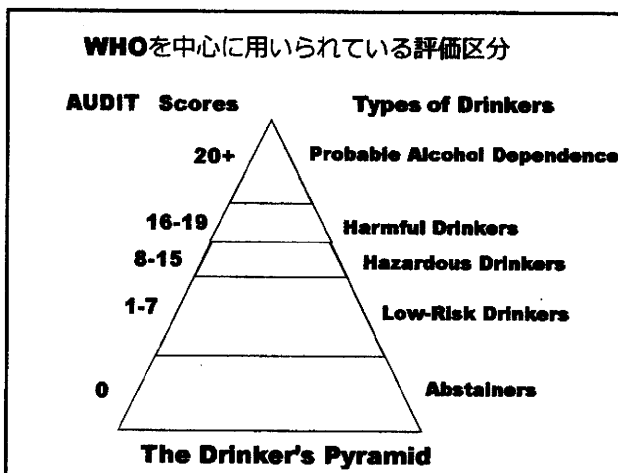 WHOを中心に用いられている評価区分
AUDIT Scores Types of Drinkers
20+ Probable Alcohol Dependence
16-19 Harmful Drinkers
8-15 Hazardous Drinkers
1-7 Low-Risk Drinkers
0 Abstainers
The Drinker's Pyramid